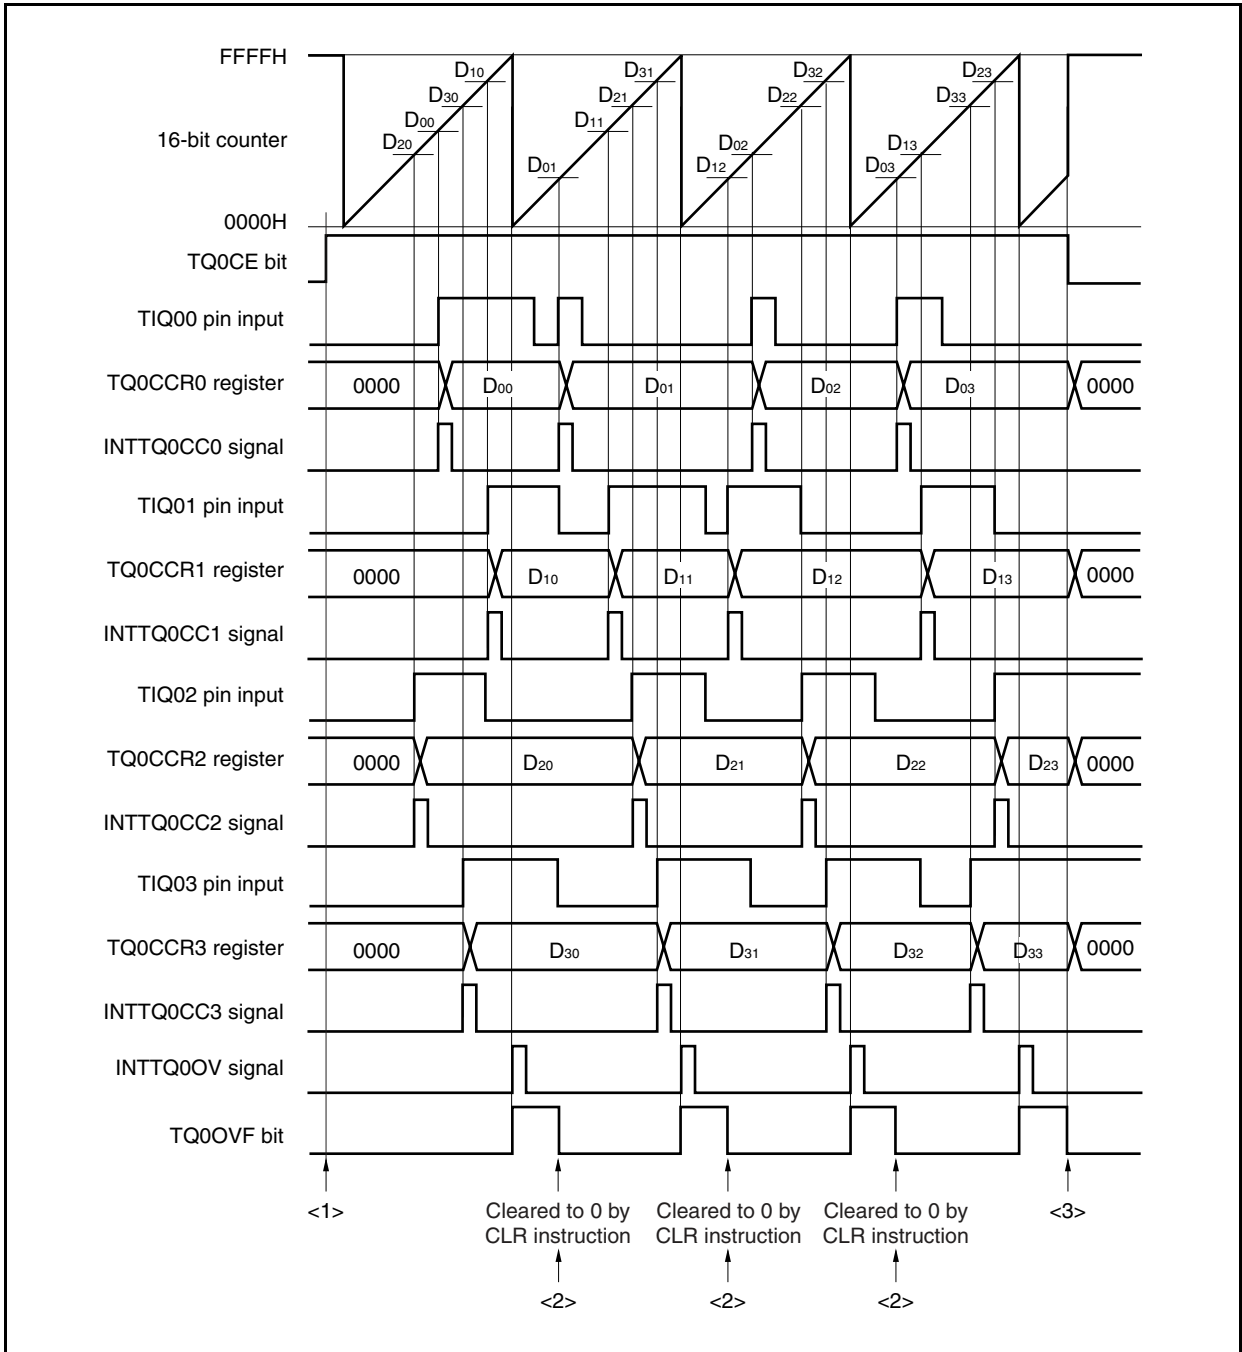 FFFFH
D10
D31
D32
D23
D30
D21
D22
D33
D00
D11
16-bit counter
D20
D02
D13
D01
D12
D03
0000H
TQ0CE bit
TIQ00 pin input
TQ0CCR0 register 0000 D00 D01 D02 D03 0000
INTTQ0CC0 signal
TIQ01 pin input
TQ0CCR1 register 0000 D10 D11 D12 D13 0000
INTTQ0CC1 signal
TIQ02 pin input
TQ0CCR2 register 0000 D20 D21 D22 D23 0000
INTTQ0CC2 signal
TIQ03 pin input
TQ0CCR3 register 0000 D30 D31 D32 D33 0000
INTTQ0CC3 signal
INTTQ0OV signal
TQ0OVF bit
<1>
Cleared to 0 by
CLR instruction
Cleared to 0 by
CLR instruction
Cleared to 0 by
CLR instruction
<3>
<2>
<2>
<2>